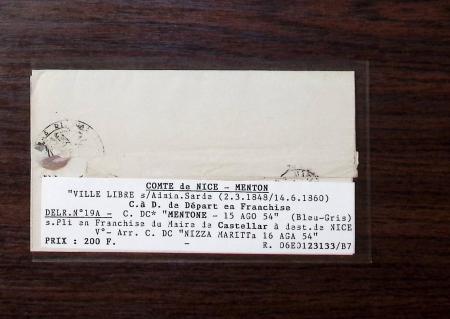 COMTE de NICE - MENTON
"VILLE LIBRE s/Admin.Sarde (2.3.1848/14.6.1860)
C.à D. de Départ en Franchise
DELR.N°19A - C. DC* "MENTONE - 15 AGO 54" (Bleu-Gris)
s.Pli en Franchise du Maire de Castellar à dest.de NICE
V°- Arr. C. DC "NIZZA MARITTa 16 AGA 54"
PRIX : 200 F. - R. 06E0123133/B7